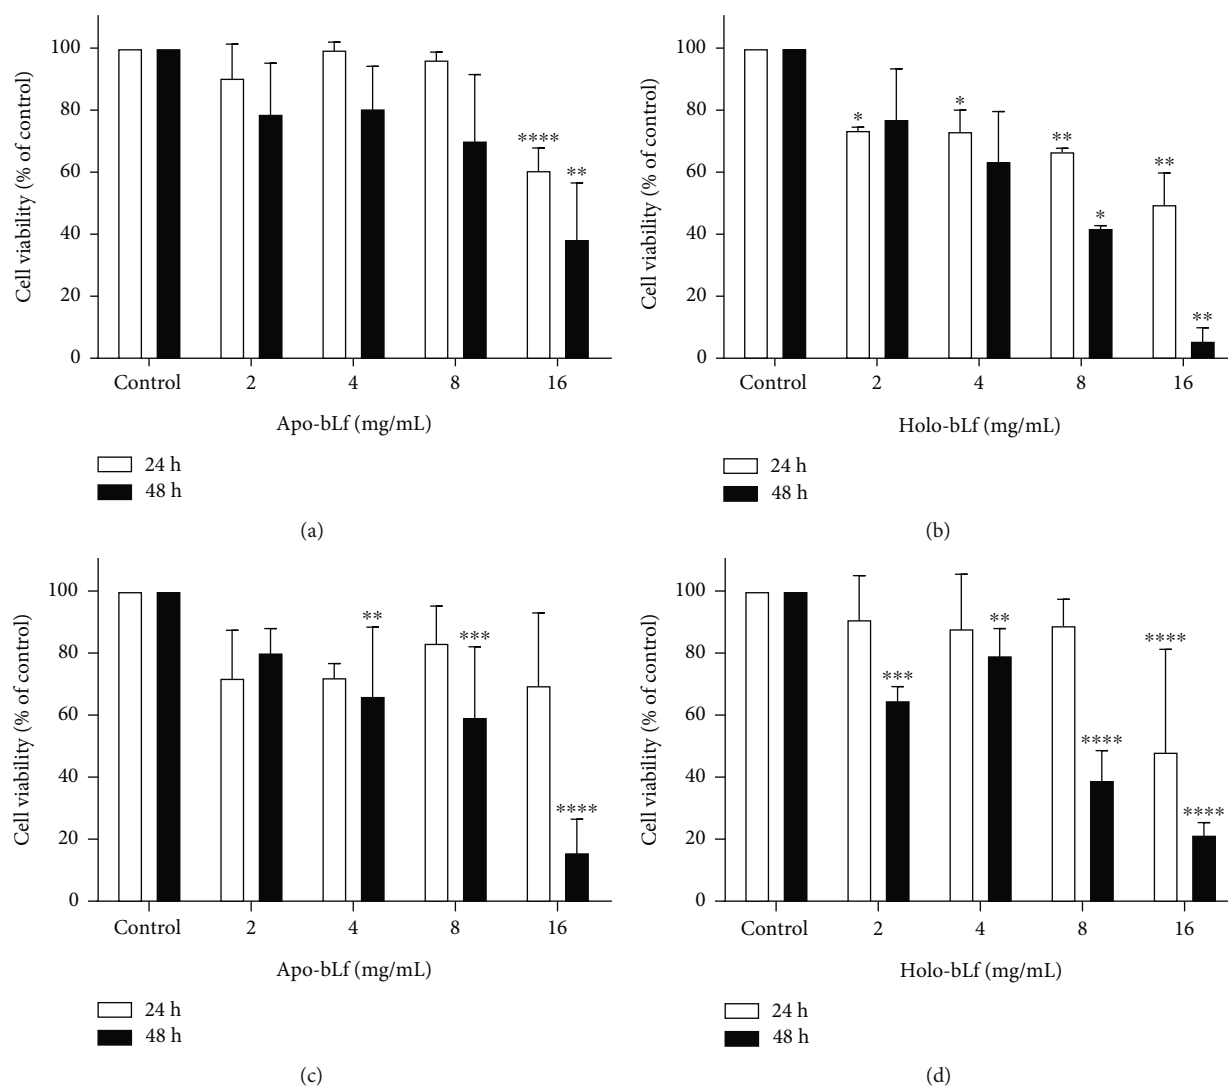 Cell viability (% of control)
100
80
60
40
20
0
****
**
Control
2
4
8
16
Apo-bLf (mg/mL)
24 h
48 h
(a)
Cell viability (% of control)
100
80
60
40
20
0
*
*
**
*
**
**
Control
2
4
8
16
Holo-bLf (mg/mL)
24 h
48 h
(b)
Cell viability (% of control)
100
80
60
40
20
0
**
***
****
Control
2
4
8
16
Apo-bLf (mg/mL)
24 h
48 h
(c)
Cell viability (% of control)
100
80
60
40
20
0
***
**
****
****
****
Control
2
4
8
16
Holo-bLf (mg/mL)
24 h
48 h
(d)